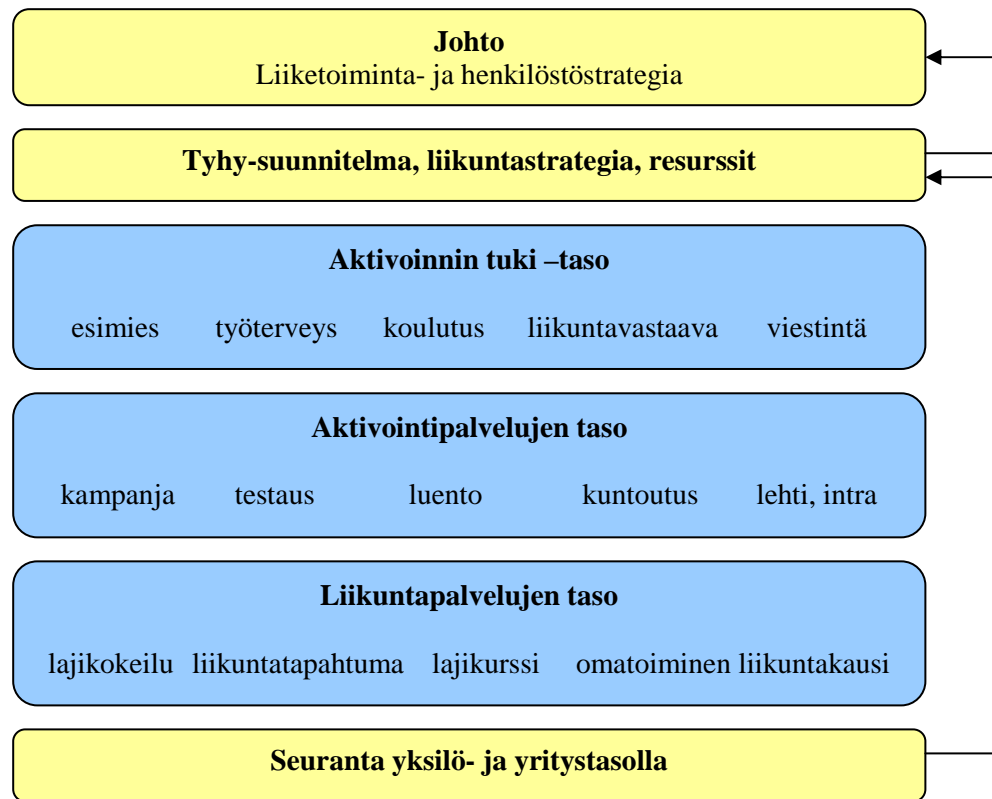 Johto
Liiketoiminta- ja henkilöstöstrategia
Tyhy-suunnitelma, liikuntastrategia, resurssit
Aktivoinnin tuki –taso
esimies työterveys koulutus liikuntavastaava viestintä
Aktivointipalvelujen taso
kampanja testaus luento kuntoutus lehti, intra
Liikuntapalvelujen taso
lajikokeilu liikuntatapahtuma lajikurssi omatoiminen liikuntakausi
Seuranta yksilö- ja yritystasolla